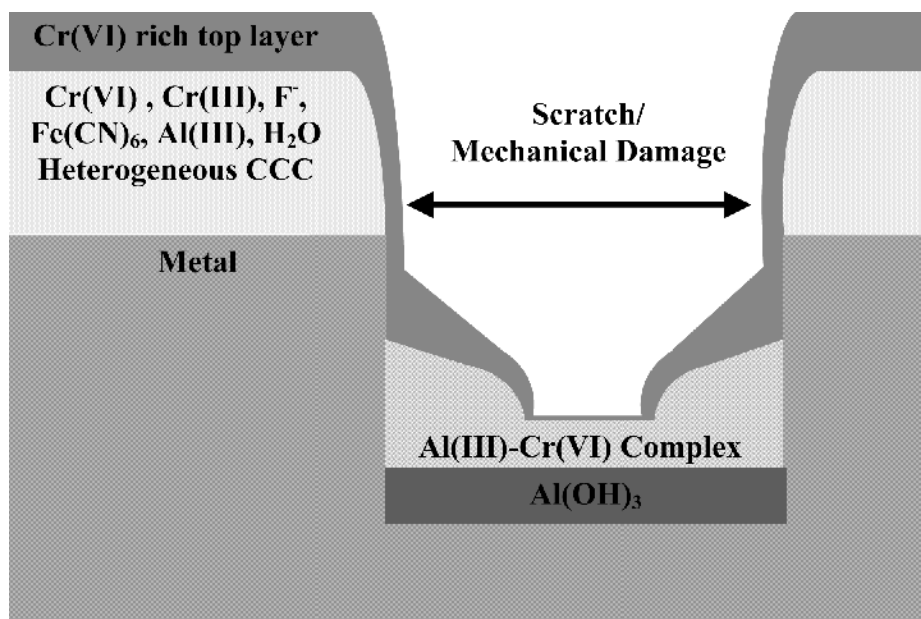 Cr(VI) rich top layer
Cr(VI) , Cr(III), F⁻,
Fe(CN)₆, Al(III), H₂O
Heterogeneous CCC
Scratch/
Mechanical Damage
Metal
Al(III)-Cr(VI) Complex
Al(OH)₃